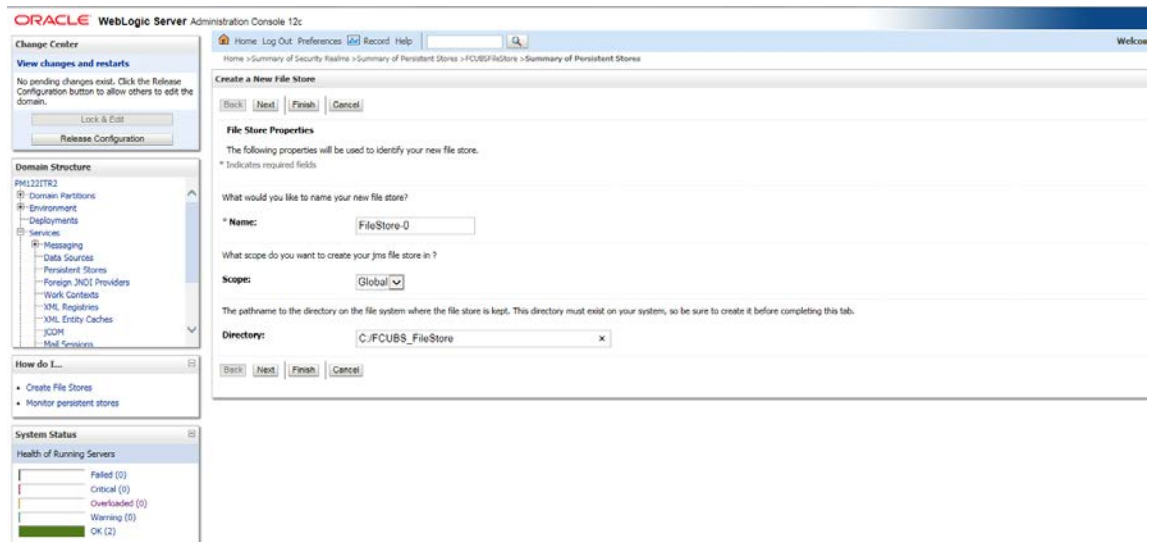 ORACLE WebLogic Server Administration Console 12c
Change Center
View changes and restarts
No pending changes exist. Click the Release
Configuration button to allow others to edit the
domain.
Lock & Edit
Release Configuration
Domain Structure
PM122ITR2
Domain Partitions
Environment
Deployments
Services
Messaging
Data Sources
Persistent Stores
Foreign JNDI Providers
Work Contexts
XML Registries
XML Entity Caches
jCOM
Mail Sessions
How do I...
Create File Stores
Monitor persistent stores
System Status
Health of Running Servers
Failed (0)
Critical (0)
Overloaded (0)
Warning (0)
OK (2)
Home Log Out Preferences Record Help
Welcom
Home >Summary of Security Realms >Summary of Persistent Stores >FCUBSFileStore >Summary of Persistent Stores
Create a New File Store
Back Next Finish Cancel
File Store Properties
The following properties will be used to identify your new file store.
* Indicates required fields
What would you like to name your new file store?
* Name: FileStore-0
What scope do you want to create your jms file store in ?
Scope: Global
The pathname to the directory on the file system where the file store is kept. This directory must exist on your system, so be sure to create it before completing this tab.
Directory: C:/FCUBS_FileStore ×
Back Next Finish Cancel